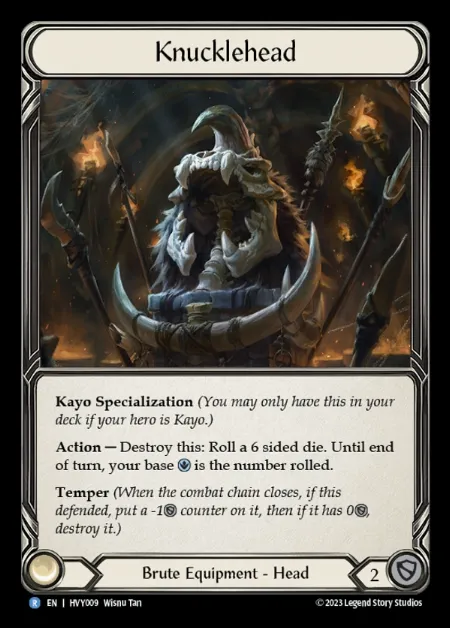 Knucklehead
Kayo Specialization (You may only have this in your
deck if your hero is Kayo.)
Action — Destroy this: Roll a 6 sided die. Until end
of turn, your base is the number rolled.
Temper (When the combat chain closes, if this
defended, put a -1 counter on it, then if it has 0,
destroy it.)
Brute Equipment - Head
2
R EN | HVY009 Wisnu Tan
© 2023 Legend Story Studios